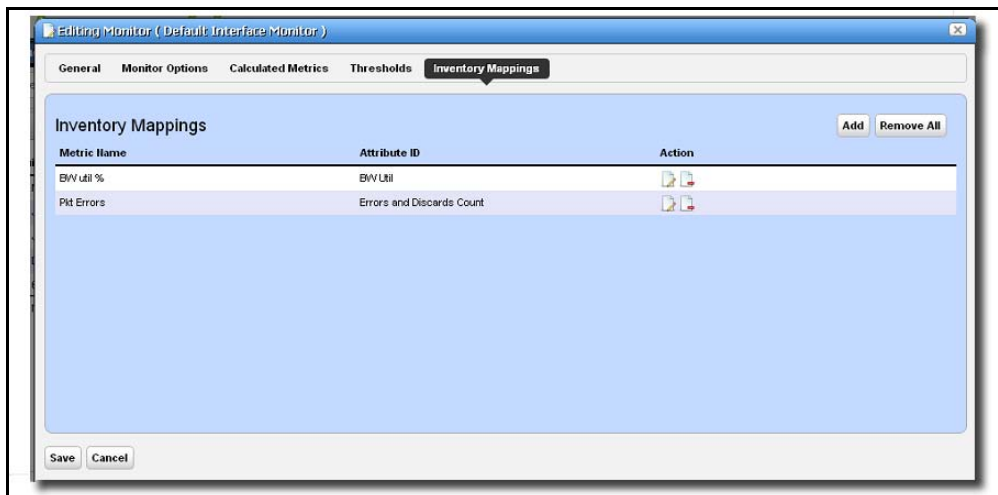 Editing Monitor ( Default Interface Monitor )
General Monitor Options Calculated Metrics Thresholds Inventory Mappings
Inventory Mappings
Add Remove All
Metric Name Attribute ID Action
BW util % BW Util
Pkt Errors Errors and Discards Count
Save Cancel